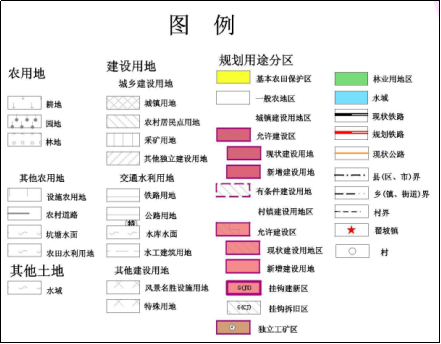 图 例
农用地
耕地
园地
林地
其他农用地
设施农用地
农村道路
坑塘水面
农田水利用地
其他土地
水域
建设用地
城乡建设用地
城镇用地
农村居民点用地
采矿用地
其他独立建设用地
交通水利用地
铁路用地
公路用地
水库水面
水工建筑用地
其他建设用地
风景名胜设施用地
特殊用地
规划用途分区
基本农田保护区
一般农地区
城镇建设用地区
允许建设区
现状建设用地
新增建设用地
有条件建设用地
村镇建设用地区
允许建设区
现状建设用地区
新增建设用地
挂钩建新区
挂钩拆旧区
独立工矿区
林业用地区
水域
现状铁路
规划铁路
现状公路
县(区、市)界
乡(镇、街道)界
村界
翟坡镇
村